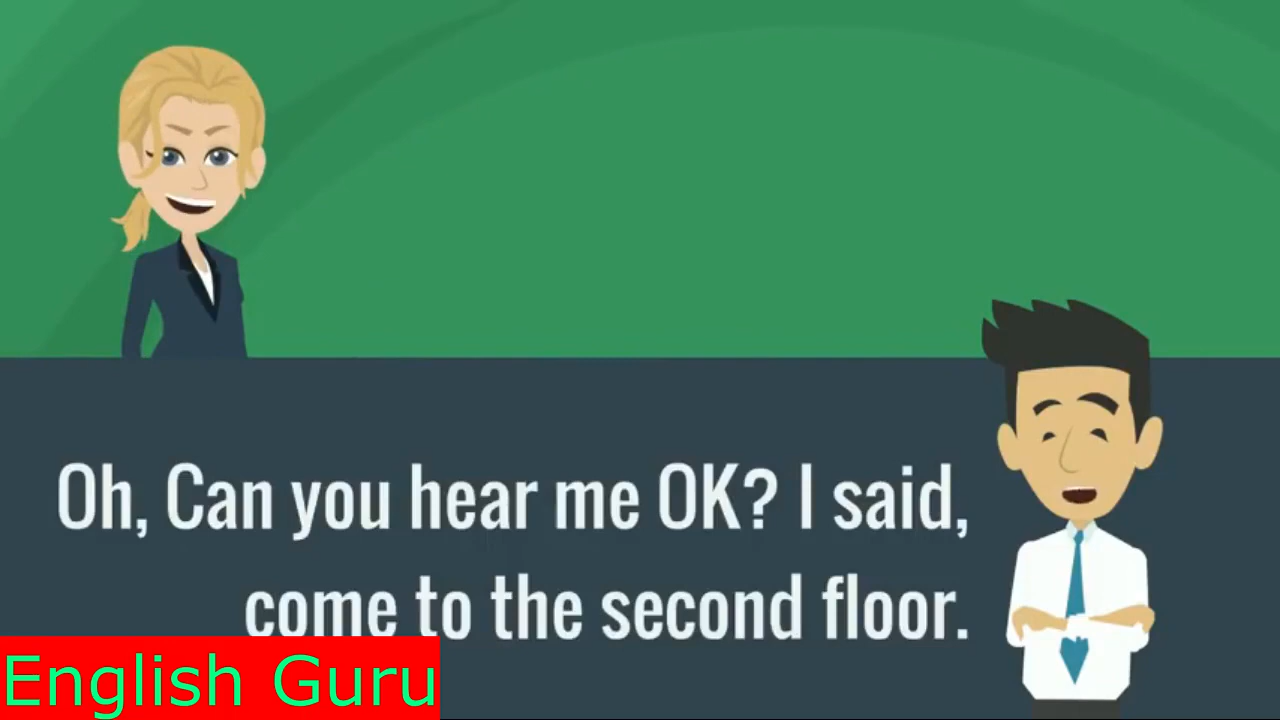 Oh, Can you hear me OK? I said,
come to the second floor.
English Guru